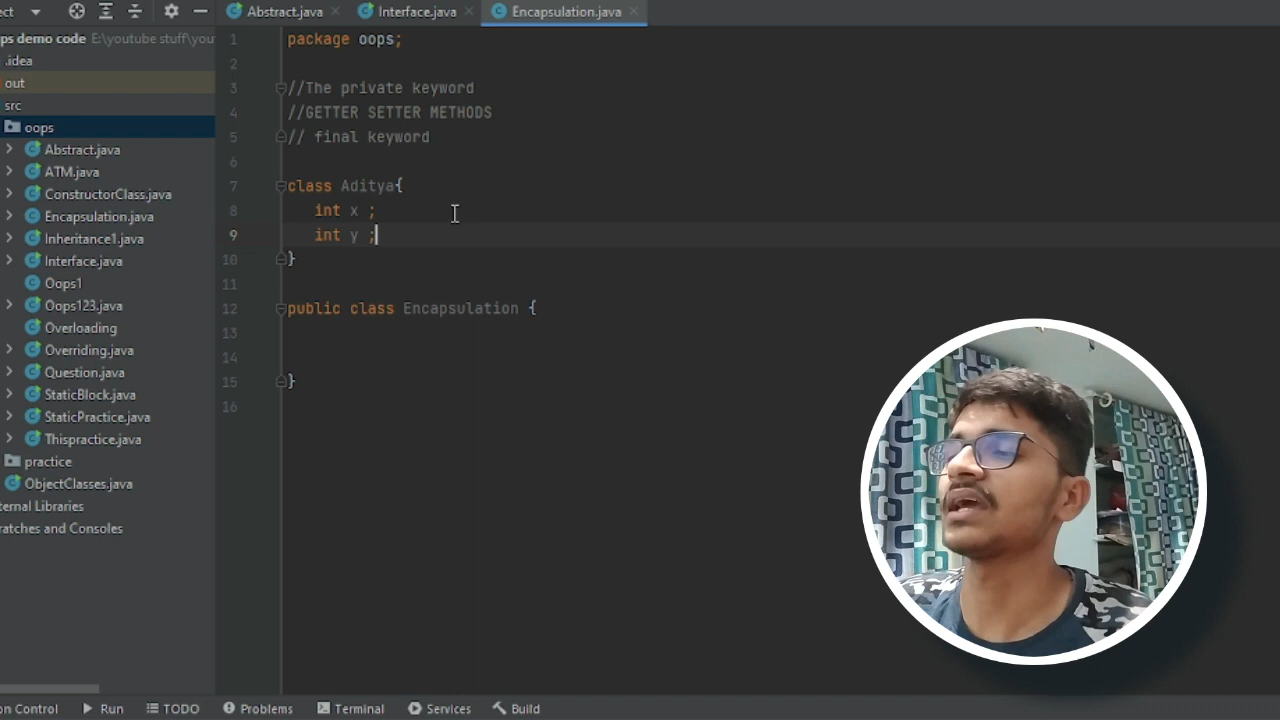 ct
Abstract.java
Interface.java
Encapsulation.java
ps demo code E:\youtube stuff\you
.idea
out
src
oops
Abstract.java
ATM.java
ConstructorClass.java
Encapsulation.java
Inheritance1.java
Interface.java
Oops1
Oops123.java
Overloading
Overriding.java
Question.java
StaticBlock.java
StaticPractice.java
Thispractice.java
practice
ObjectClasses.java
ternal Libraries
ratches and Consoles
1 package oops;
2
3 //The private keyword
4 //GETTER SETTER METHODS
5 // final keyword
6
7 class Aditya{
8 int x ;
9 int y ;
10 }
11
12 public class Encapsulation {
13
14
15 }
16
on Control Run TODO Problems Terminal Services Build